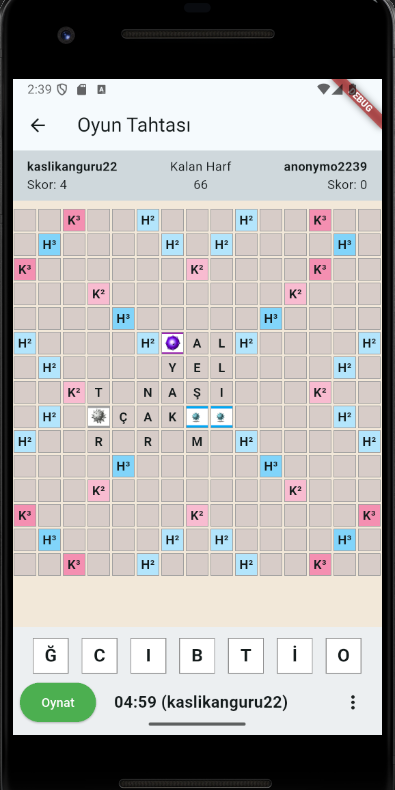 2:39 A
DEBUG
Oyun Tahtası
kaslikanguru22 Kalan Harf anonymo2239
Skor: 4 66 Skor: 0
K³ H² H² K³
H³ H² H² H³
K³ K² K³
K² K²
H³ H³
H² H² A L H² H²
H² Y E L H²
K² T N A Ş I K²
H² Ç A K H²
H² R R M H² H²
H³ H³
K² K²
K³ K² K³
H³ H² H² H³
K³ H² H² K³
Ğ C I B T İ O
Oynat 04:59 (kaslikanguru22)